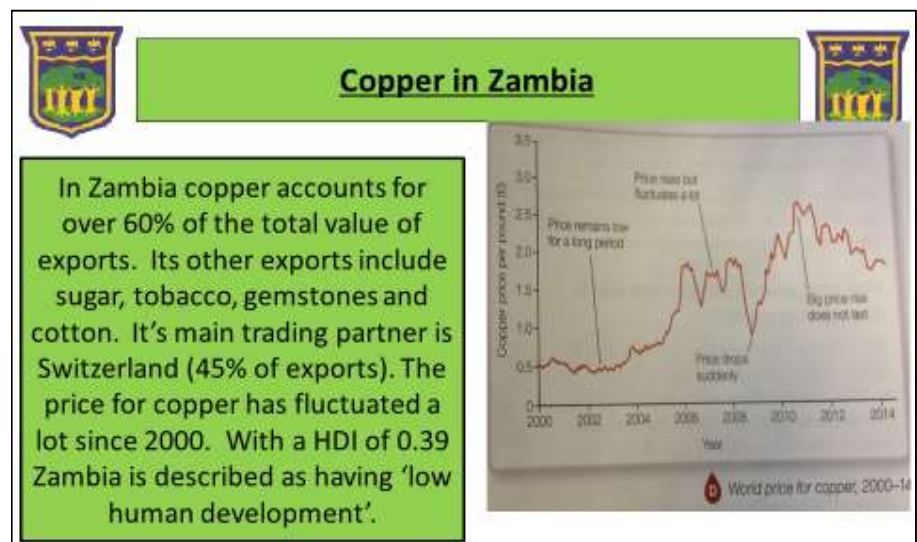 Copper in Zambia
In Zambia copper accounts for
over 60% of the total value of
exports. Its other exports include
sugar, tobacco, gemstones and
cotton. It's main trading partner is
Switzerland (45% of exports). The
price for copper has fluctuated a
lot since 2000. With a HDI of 0.39
Zambia is described as having 'low
human development'.
3.5
3.0
2.5
2.0
1.5
1.0
0.5
0
Copper price per pound (£)
Price remains low
for a long period
Price rises but
fluctuates a lot
Price drops
suddenly
Big price rise
does not last
2000 2002 2004 2006 2008 2010 2012 2014
Year
D World price for copper, 2000–14